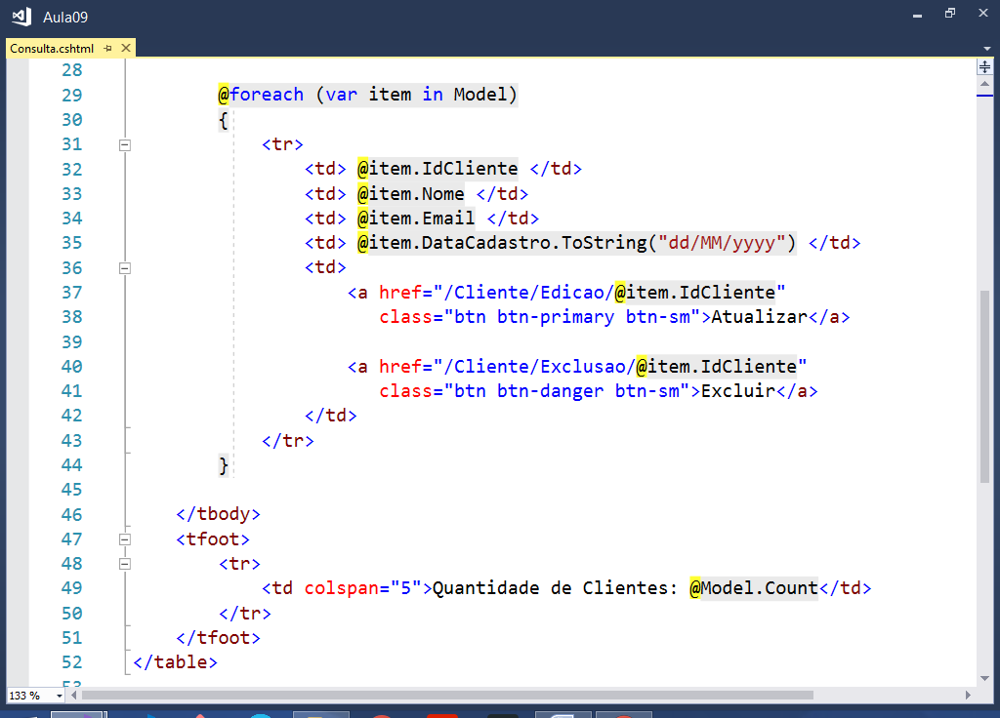 Aula09
Consulta.cshtml
28
29 @foreach (var item in Model)
30 {
31 <tr>
32 <td> @item.IdCliente </td>
33 <td> @item.Nome </td>
34 <td> @item.Email </td>
35 <td> @item.DataCadastro.ToString("dd/MM/yyyy") </td>
36 <td>
37 <a href="/Cliente/Edicao/@item.IdCliente"
38 class="btn btn-primary btn-sm">Atualizar</a>
39
40 <a href="/Cliente/Exclusao/@item.IdCliente"
41 class="btn btn-danger btn-sm">Excluir</a>
42 </td>
43 </tr>
44 }
45
46 </tbody>
47 <tfoot>
48 <tr>
49 <td colspan="5">Quantidade de Clientes: @Model.Count</td>
50 </tr>
51 </tfoot>
52 </table>
53
133 %